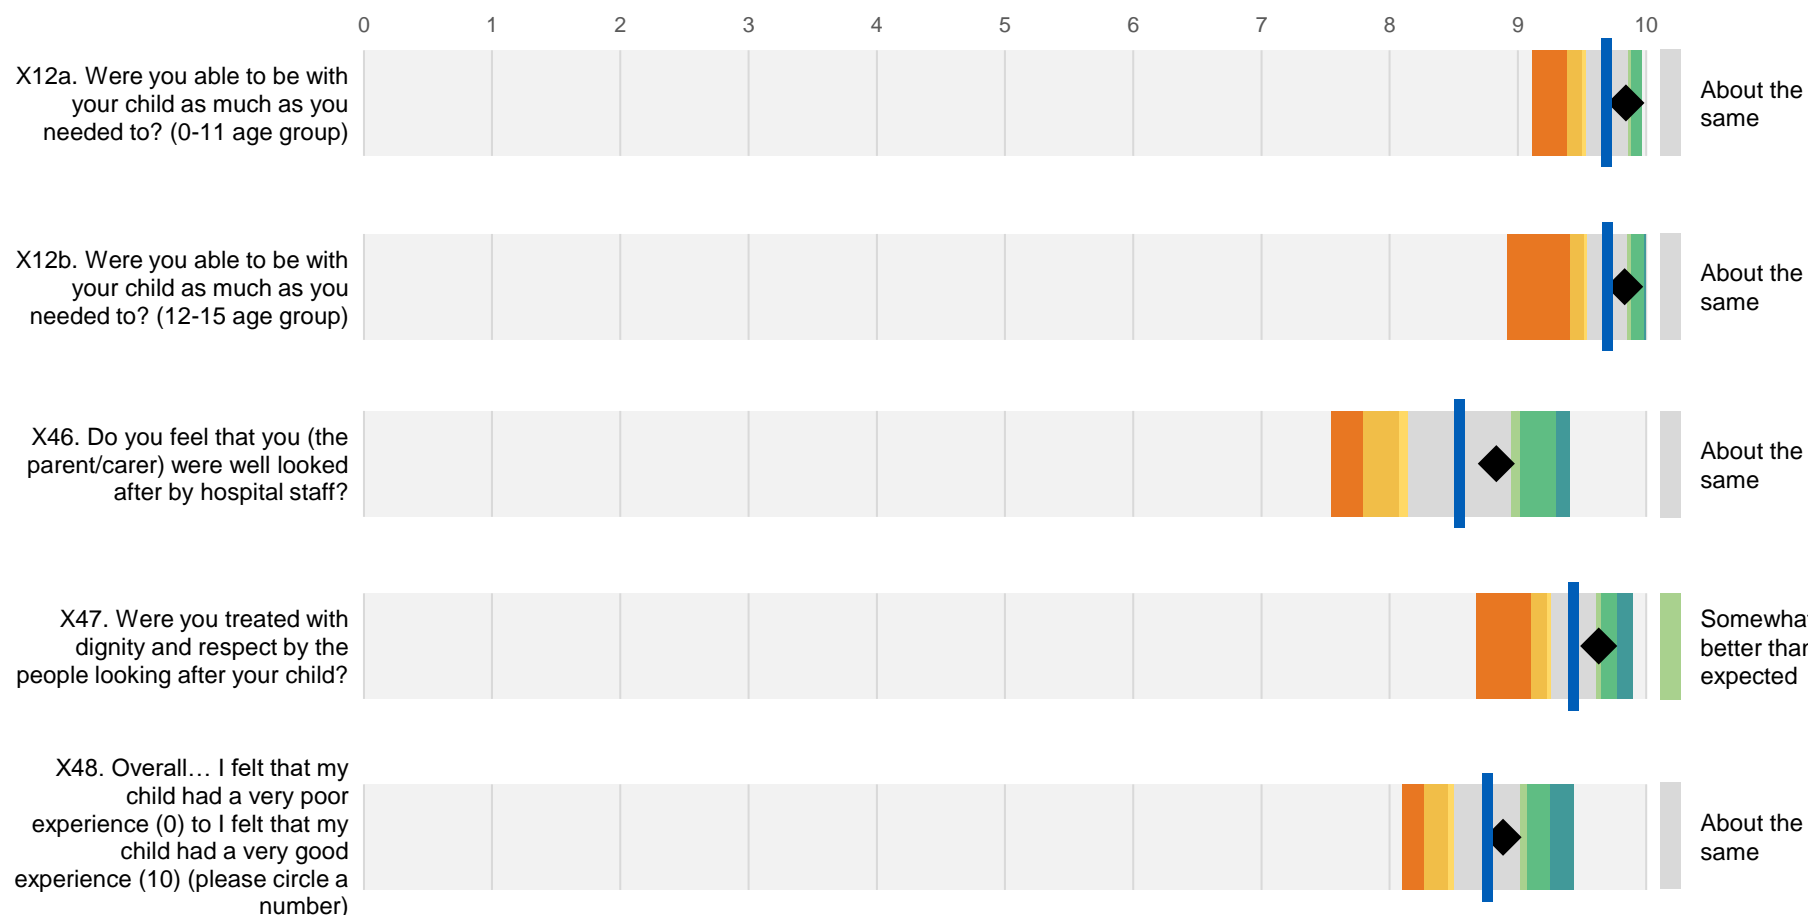 0 1 2 3 4 5 6 7 8 9 10
X12a. Were you able to be with
your child as much as you
needed to? (0-11 age group)
About the
same
X12b. Were you able to be with
your child as much as you
needed to? (12-15 age group)
About the
same
X46. Do you feel that you (the
parent/carer) were well looked
after by hospital staff?
About the
same
X47. Were you treated with
dignity and respect by the
people looking after your child?
Somewhat
better than
expected
X48. Overall… I felt that my
child had a very poor
experience (0) to I felt that my
child had a very good
experience (10) (please circle a
number)
About the
same